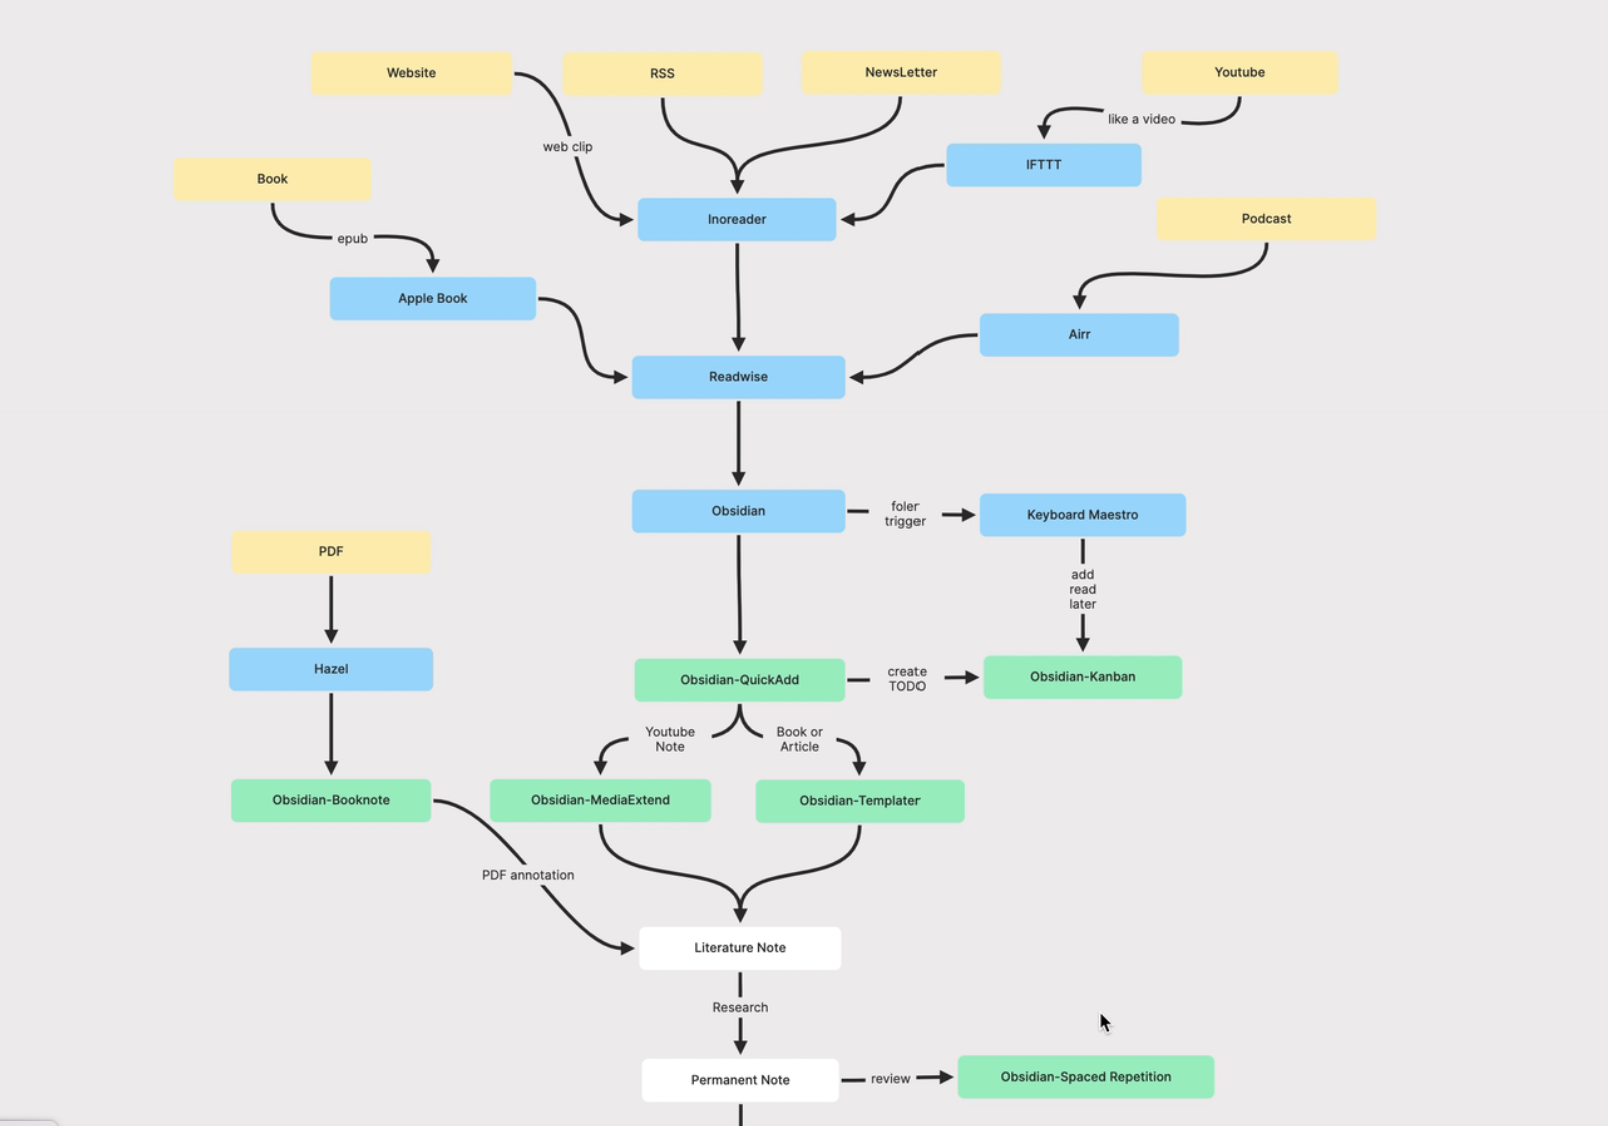 Website
RSS
NewsLetter
Youtube
like a video
web clip
IFTTT
Book
Inoreader
Podcast
epub
Apple Book
Airr
Readwise
Obsidian
foler
trigger
Keyboard Maestro
PDF
add
read
later
Hazel
Obsidian-QuickAdd
create
TODO
Obsidian-Kanban
Youtube
Note
Book or
Article
Obsidian-Booknote
Obsidian-MediaExtend
Obsidian-Templater
PDF annotation
Literature Note
Research
Permanent Note
review
Obsidian-Spaced Repetition